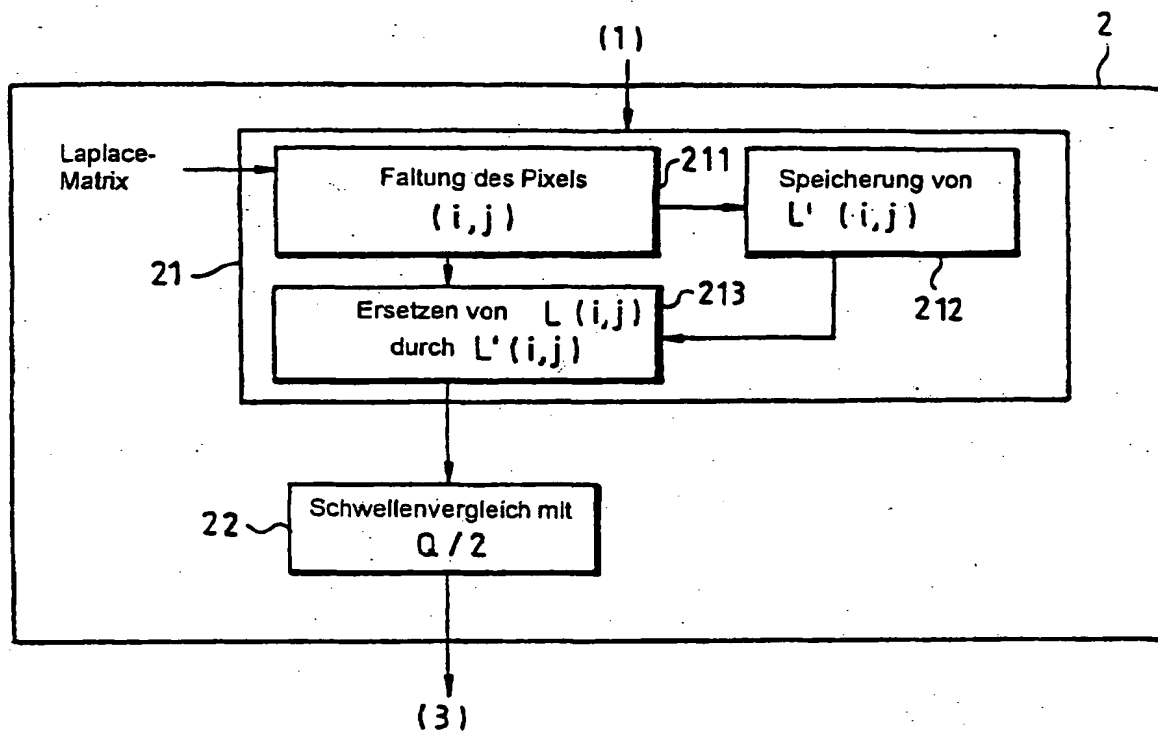 (1)
2
Laplace-
Matrix
Faltung des Pixels
(i,j)
211
Speicherung von
L' (i,j)
212
21
Ersetzen von L (i,j)
durch L' (i,j)
213
22
Schwellenvergleich mit
Q / 2
(3)